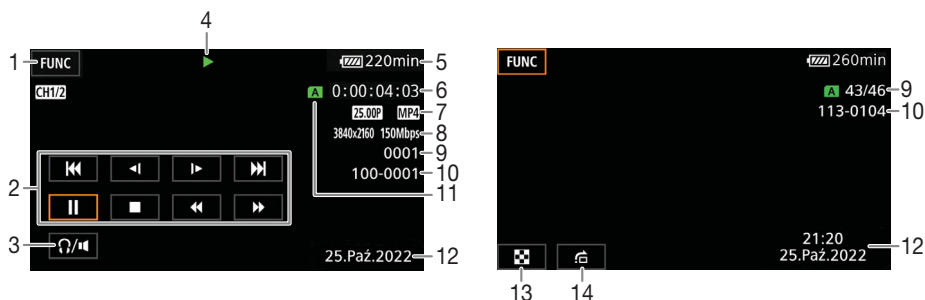 4
1 FUNC 220min 5
CH1/2 A 0:00:04:03 6
25.00P MP4 7
3840x2160 150Mbps 8
0001 9
100-0001 10
11
2
3
25.Paź.2022 12
FUNC 260min
A 43/46 9
113-0104 10
21:20
25.Paź.2022 12
13 14